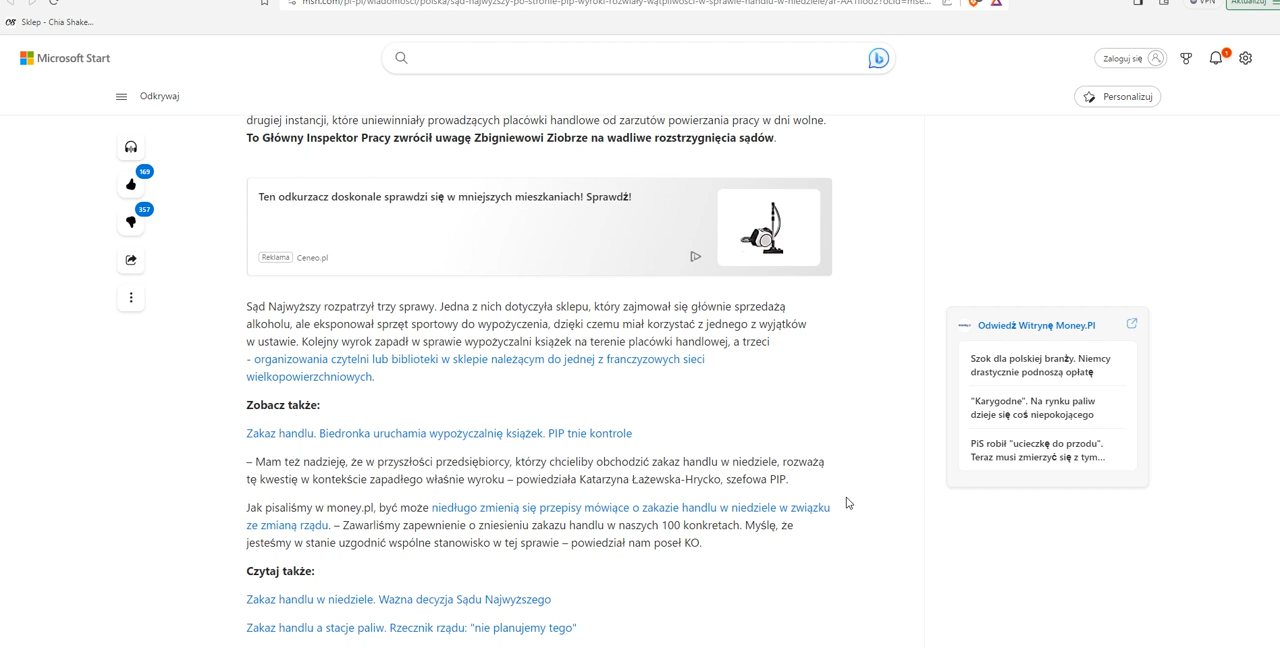 Sklep - Chia Shake...
VPN
Microsoft Start
Zaloguj się
1
Odkrywaj
Personalizuj
drugiej instancji, które uniewinniały prowadzących placówki handlowe od zarzutów powierzania pracy w dni wolne.
To Główny Inspektor Pracy zwrócił uwagę Zbigniewowi Ziobrze na wadliwe rozstrzygnięcia sądów.
169
357
Ten odkurzacz doskonale sprawdzi się w mniejszych mieszkaniach! Sprawdź!
Reklama Ceneo.pl
Sąd Najwyższy rozpatrzył trzy sprawy. Jedna z nich dotyczyła sklepu, który zajmował się głównie sprzedażą
alkoholu, ale eksponował sprzęt sportowy do wypożyczenia, dzięki czemu miał korzystać z jednego z wyjątków
w ustawie. Kolejny wyrok zapadł w sprawie wypożyczalni książek na terenie placówki handlowej, a trzeci
- organizowania czytelni lub biblioteki w sklepie należącym do jednej z franczyzowych sieci
wielkopowierzchniowych.
Zobacz także:
Zakaz handlu. Biedronka uruchamia wypożyczalnię książek. PIP tnie kontrole
– Mam też nadzieję, że w przyszłości przedsiębiorcy, którzy chcieliby obchodzić zakaz handlu w niedziele, rozważą
tę kwestię w kontekście zapadłego właśnie wyroku – powiedziała Katarzyna Łażewska-Hrycko, szefowa PIP.
Jak pisaliśmy w money.pl, być może niedługo zmienią się przepisy mówiące o zakazie handlu w niedziele w związku
ze zmianą rządu. – Zawarliśmy zapewnienie o zniesieniu zakazu handlu w naszych 100 konkretach. Myślę, że
jesteśmy w stanie uzgodnić wspólne stanowisko w tej sprawie – powiedział nam poseł KO.
Czytaj także:
Zakaz handlu w niedziele. Ważna decyzja Sądu Najwyższego
Zakaz handlu a stacje paliw. Rzecznik rządu: "nie planujemy tego"
Odwiedź Witrynę Money.Pl
Szok dla polskiej branży. Niemcy
drastycznie podnoszą opłatę
"Karygodne". Na rynku paliw
dzieje się coś niepokojącego
PiS robił "ucieczkę do przodu".
Teraz musi zmierzyć się z tym...